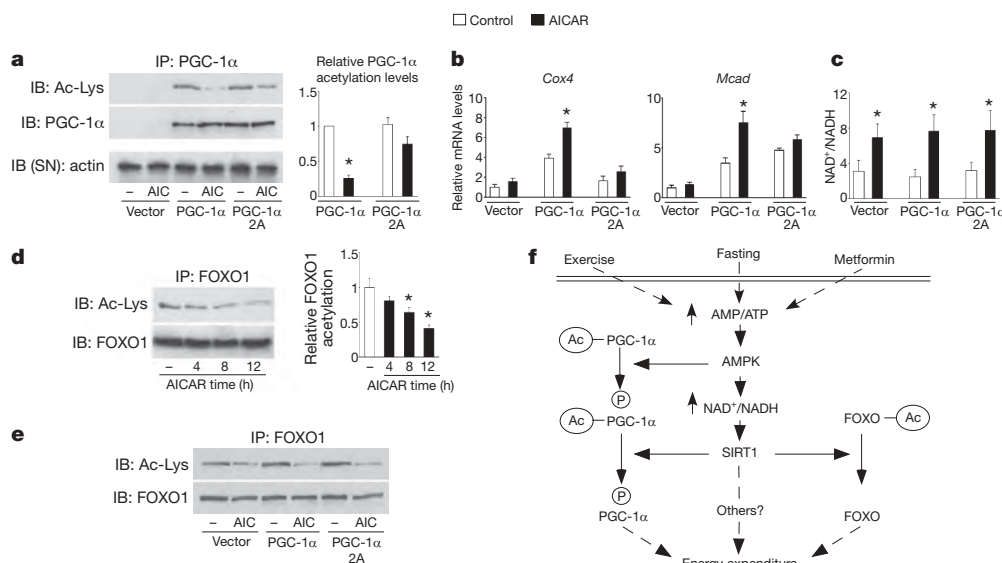 Control AICAR
a
IP: PGC-1α
IB: Ac-Lys
IB: PGC-1α
IB (SN): actin
– AIC – AIC – AIC
Vector PGC-1α PGC-1α
2A
Relative PGC-1α
acetylation levels
1.5
1
0.5
0
*
PGC-1α PGC-1α
2A
b
Cox4
Relative mRNA levels
10
8
6
4
2
0
*
Vector PGC-1α PGC-1α
2A
Mcad
10
5
0
*
Vector PGC-1α PGC-1α
2A
c
NAD+/NADH
12
8
4
0
* * *
Vector PGC-1α PGC-1α
2A
d
IP: FOXO1
IB: Ac-Lys
IB: FOXO1
– 4 8 12
AICAR time (h)
Relative FOXO1
acetylation
1.5
1
0.5
0
* *
– 4 8 12
AICAR time (h)
e
IP: FOXO1
IB: Ac-Lys
IB: FOXO1
– AIC – AIC – AIC
Vector PGC-1α PGC-1α
2A
f
Exercise Fasting Metformin
AMP/ATP
Ac PGC-1α
AMPK
P
NAD+/NADH
Ac PGC-1α
FOXO Ac
SIRT1
P
PGC-1α
Others?
FOXO
Energy expenditure